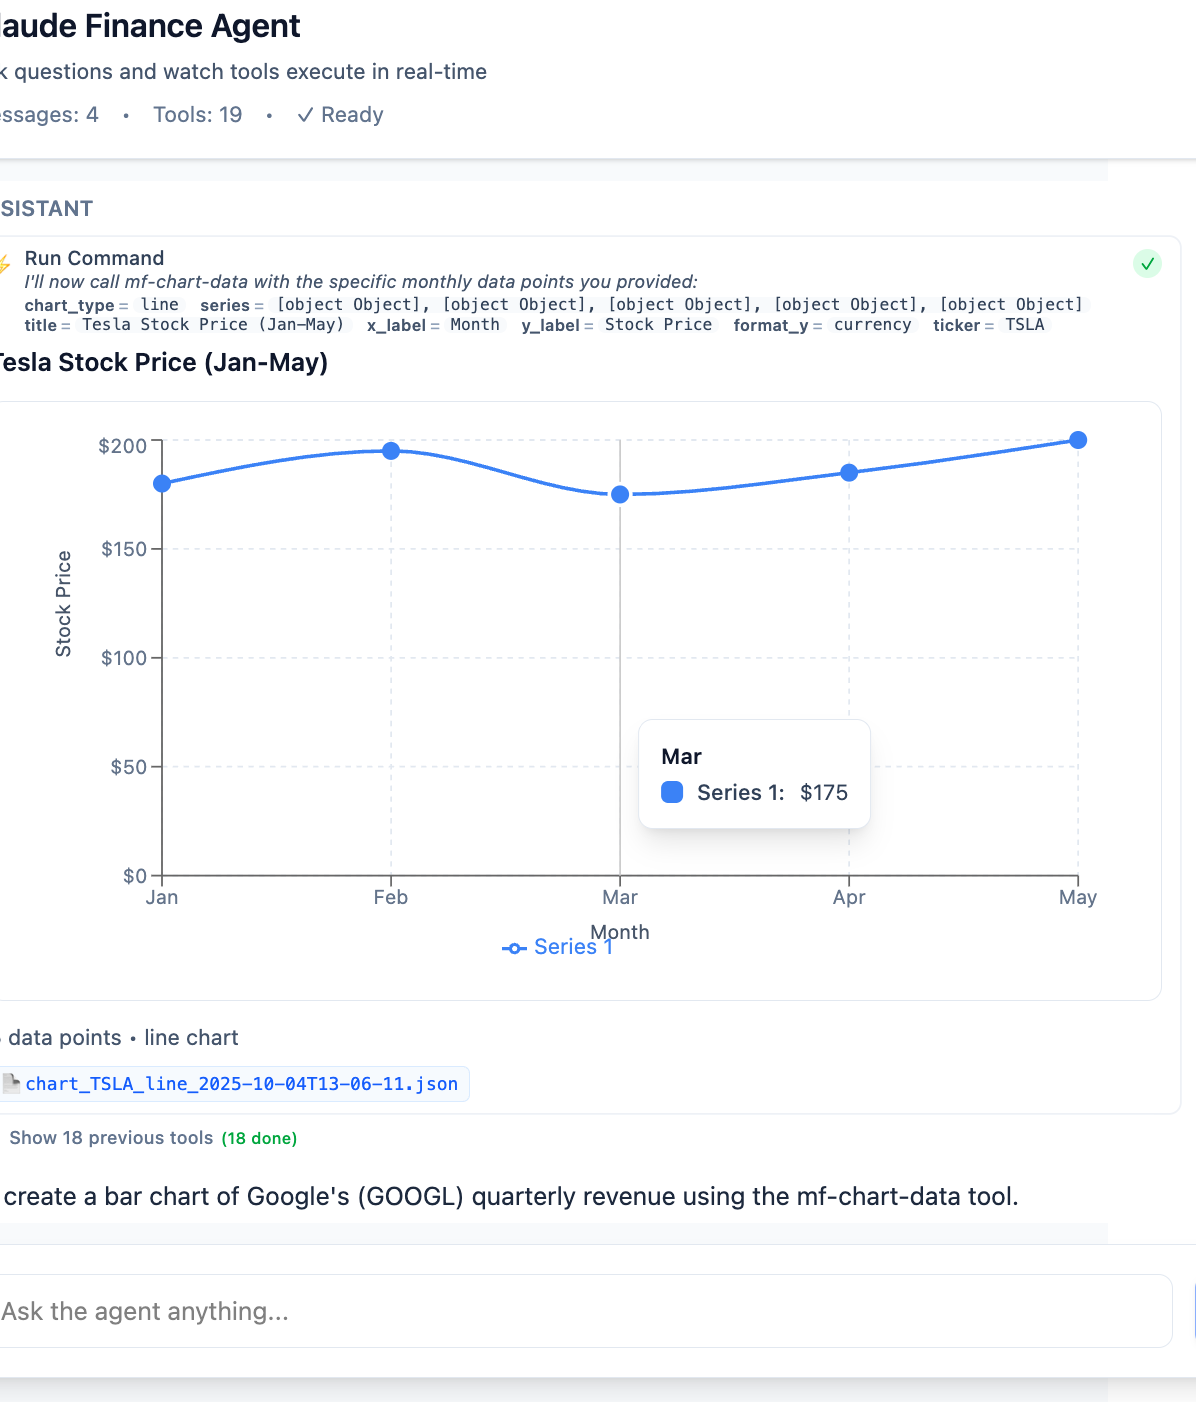 laude Finance Agent
k questions and watch tools execute in real-time
ssages: 4 • Tools: 19 • ✓ Ready
SISTANT
Run Command
I'll now call mf-chart-data with the specific monthly data points you provided:
chart_type = line series = [object Object], [object Object], [object Object], [object Object], [object Object]
title = Tesla Stock Price (Jan–May) x_label = Month y_label = Stock Price format_y = currency ticker = TSLA
Tesla Stock Price (Jan-May)
$200
$150
Stock Price
$100
$50
$0
Mar
Series 1: $175
Jan Feb Mar Apr May
Month
Series 1
data points • line chart
chart_TSLA_line_2025-10-04T13-06-11.json
Show 18 previous tools (18 done)
create a bar chart of Google's (GOOGL) quarterly revenue using the mf-chart-data tool.
Ask the agent anything...